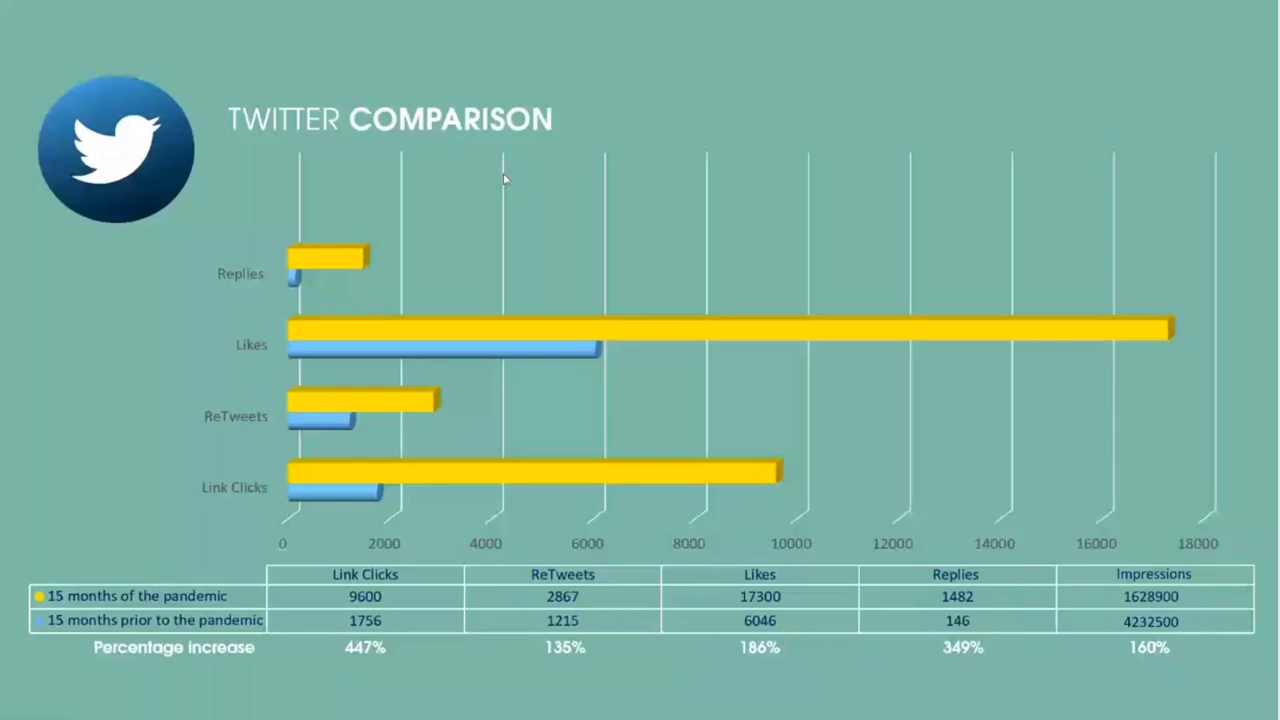 TWITTER COMPARISON
Replies
Likes
ReTweets
Link Clicks
0 2000 4000 6000 8000 10000 12000 14000 16000 18000
Link Clicks ReTweets Likes Replies Impressions
15 months of the pandemic 9600 2867 17300 1482 1628900
15 months prior to the pandemic 1756 1215 6046 146 4232500
Percentage increase 447% 135% 186% 349% 160%